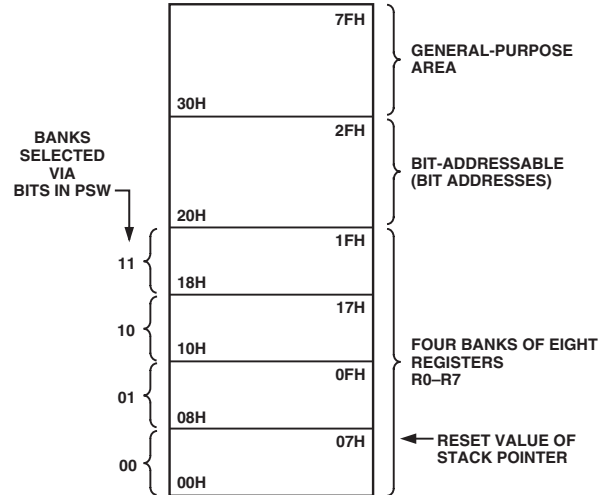 7FH
GENERAL-PURPOSE
AREA
30H
BANKS
SELECTED
VIA
BITS IN PSW
2FH
BIT-ADDRESSABLE
(BIT ADDRESSES)
20H
11
1FH
18H
10
17H
10H
FOUR BANKS OF EIGHT
REGISTERS
R0–R7
01
0FH
08H
00
07H
00H
RESET VALUE OF
STACK POINTER